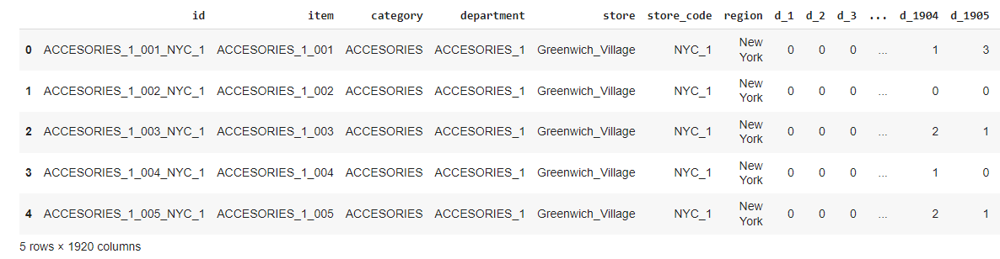 id item category department store store_code region d_1 d_2 d_3 ... d_1904 d_1905
0 ACCESORIES_1_001_NYC_1 ACCESORIES_1_001 ACCESORIES ACCESORIES_1 Greenwich_Village NYC_1 New York 0 0 0 ... 1 3
1 ACCESORIES_1_002_NYC_1 ACCESORIES_1_002 ACCESORIES ACCESORIES_1 Greenwich_Village NYC_1 New York 0 0 0 ... 0 0
2 ACCESORIES_1_003_NYC_1 ACCESORIES_1_003 ACCESORIES ACCESORIES_1 Greenwich_Village NYC_1 New York 0 0 0 ... 2 1
3 ACCESORIES_1_004_NYC_1 ACCESORIES_1_004 ACCESORIES ACCESORIES_1 Greenwich_Village NYC_1 New York 0 0 0 ... 1 0
4 ACCESORIES_1_005_NYC_1 ACCESORIES_1_005 ACCESORIES ACCESORIES_1 Greenwich_Village NYC_1 New York 0 0 0 ... 2 1
5 rows × 1920 columns